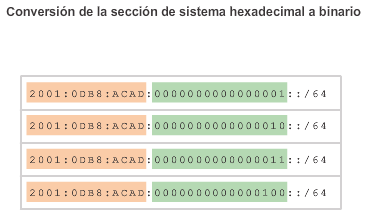 Conversión de la sección de sistema hexadecimal a binario
2001:0DB8:ACAD:0000000000000001::/64
2001:0DB8:ACAD:0000000000000010::/64
2001:0DB8:ACAD:0000000000000011::/64
2001:0DB8:ACAD:0000000000000100::/64